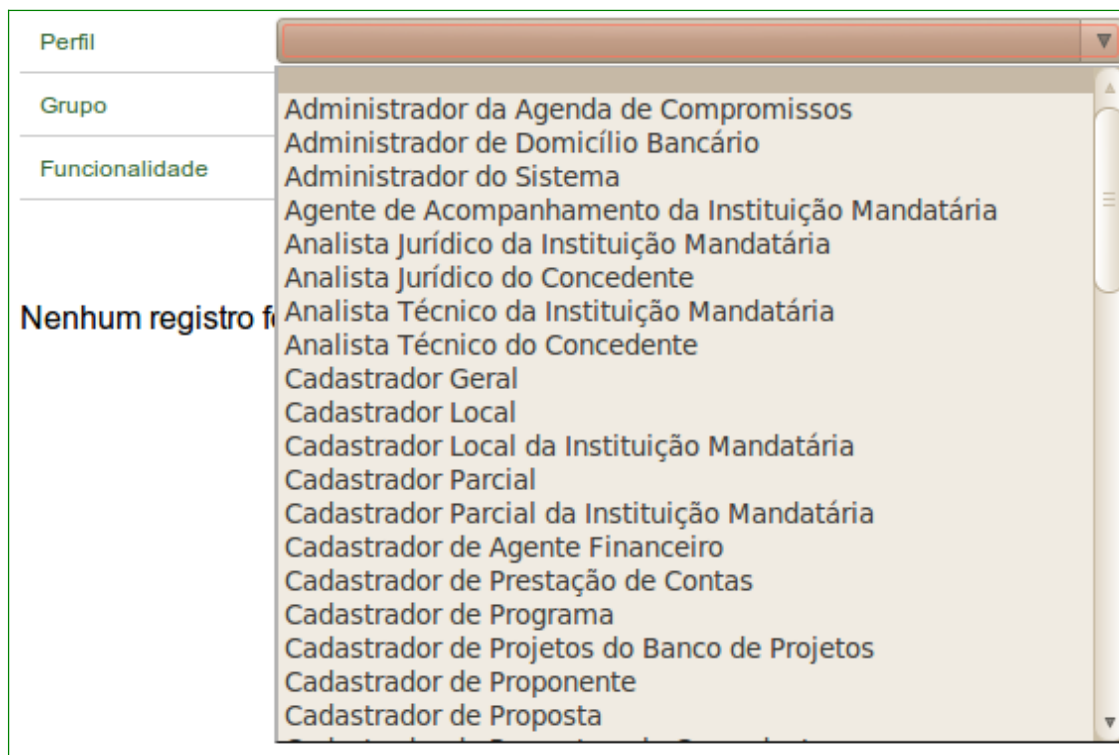 Perfil
Grupo
Funcionalidade
Nenhum registro
Administrador da Agenda de Compromissos
Administrador de Domicílio Bancário
Administrador do Sistema
Agente de Acompanhamento da Instituição Mandatária
Analista Jurídico da Instituição Mandatária
Analista Jurídico do Concedente
Analista Técnico da Instituição Mandatária
Analista Técnico do Concedente
Cadastrador Geral
Cadastrador Local
Cadastrador Local da Instituição Mandatária
Cadastrador Parcial
Cadastrador Parcial da Instituição Mandatária
Cadastrador de Agente Financeiro
Cadastrador de Prestação de Contas
Cadastrador de Programa
Cadastrador de Projetos do Banco de Projetos
Cadastrador de Proponente
Cadastrador de Proposta